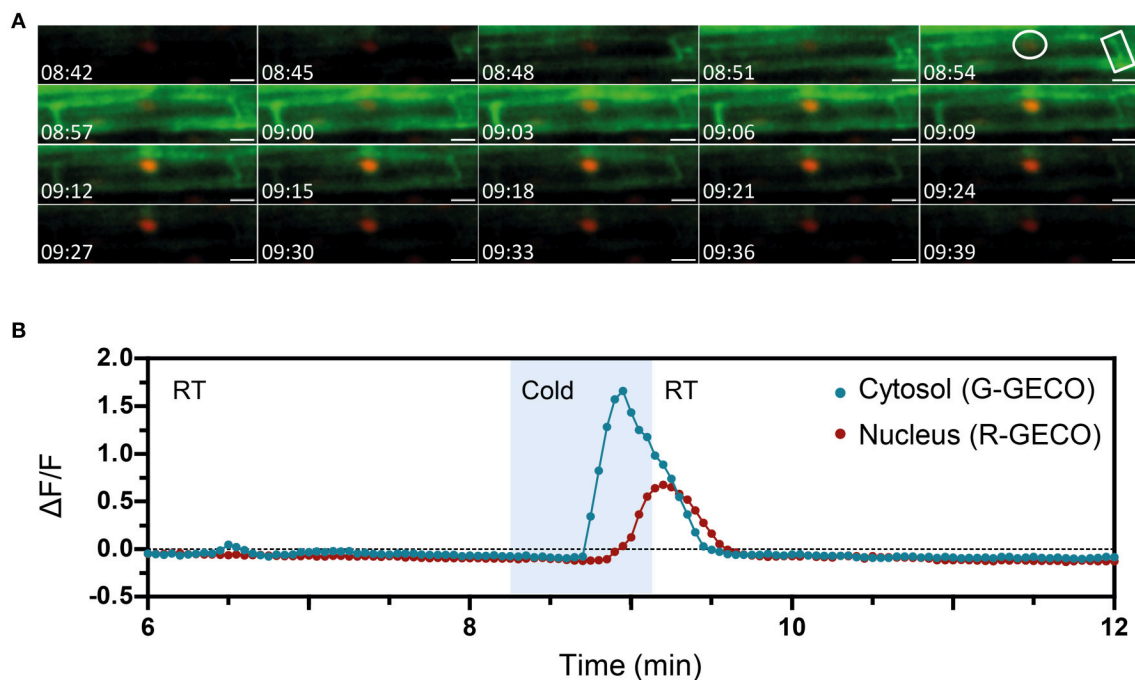 A
08:42 08:45 08:48 08:51 08:54
08:57 09:00 09:03 09:06 09:09
09:12 09:15 09:18 09:21 09:24
09:27 09:30 09:33 09:36 09:39
B
2.0
RT Cold RT
Cytosol (G-GECO)
1.5
Nucleus (R-GECO)
1.0
ΔF/F
0.5
0.0
-0.5
6 8 10 12
Time (min)